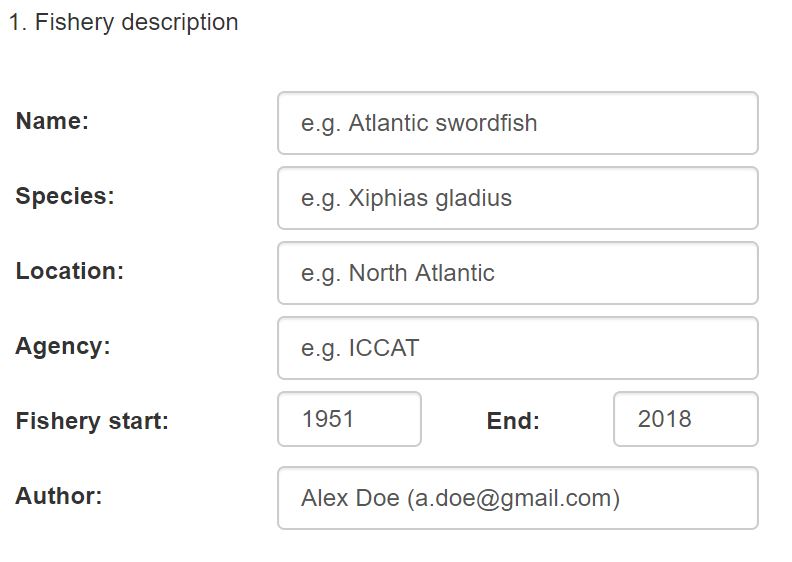 1. Fishery description
Name: e.g. Atlantic swordfish
Species: e.g. Xiphias gladius
Location: e.g. North Atlantic
Agency: e.g. ICCAT
Fishery start: 1951 End: 2018
Author: Alex Doe (a.doe@gmail.com)